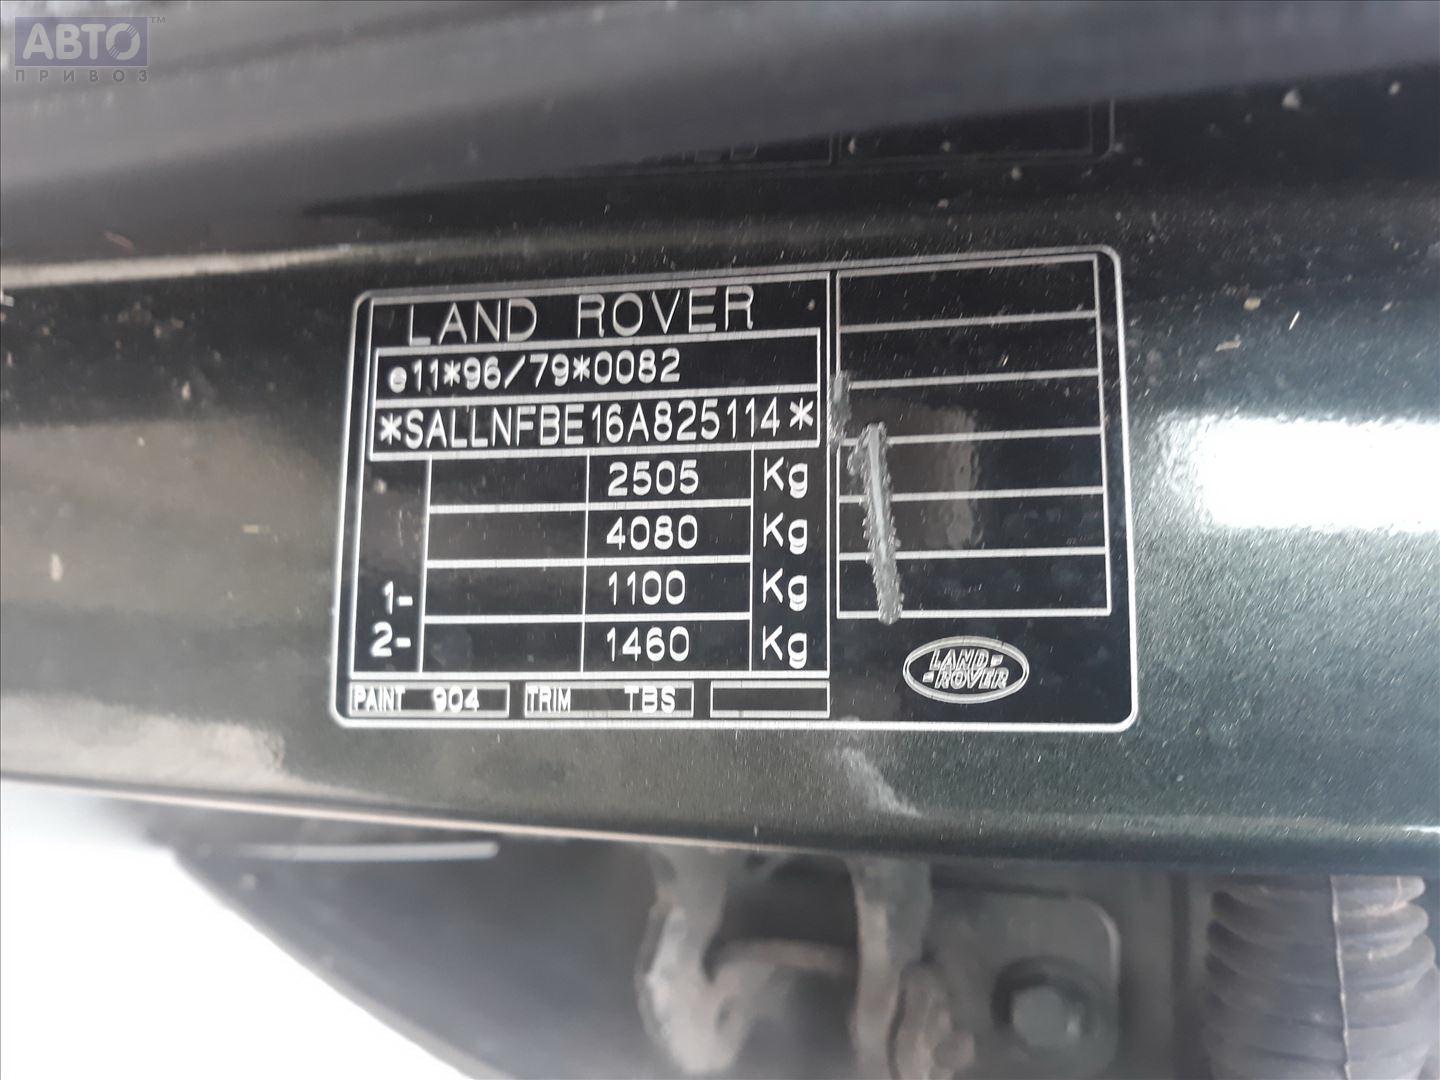 АВТО™
ПРИВОЗ
LAND ROVER
e11*96/79*0082
*SALLNFBE16A825114*
2505 Kg
4080 Kg
1- 1100 Kg
2- 1460 Kg
PAINT 904 TRIM TBS
LAND-
-ROVER